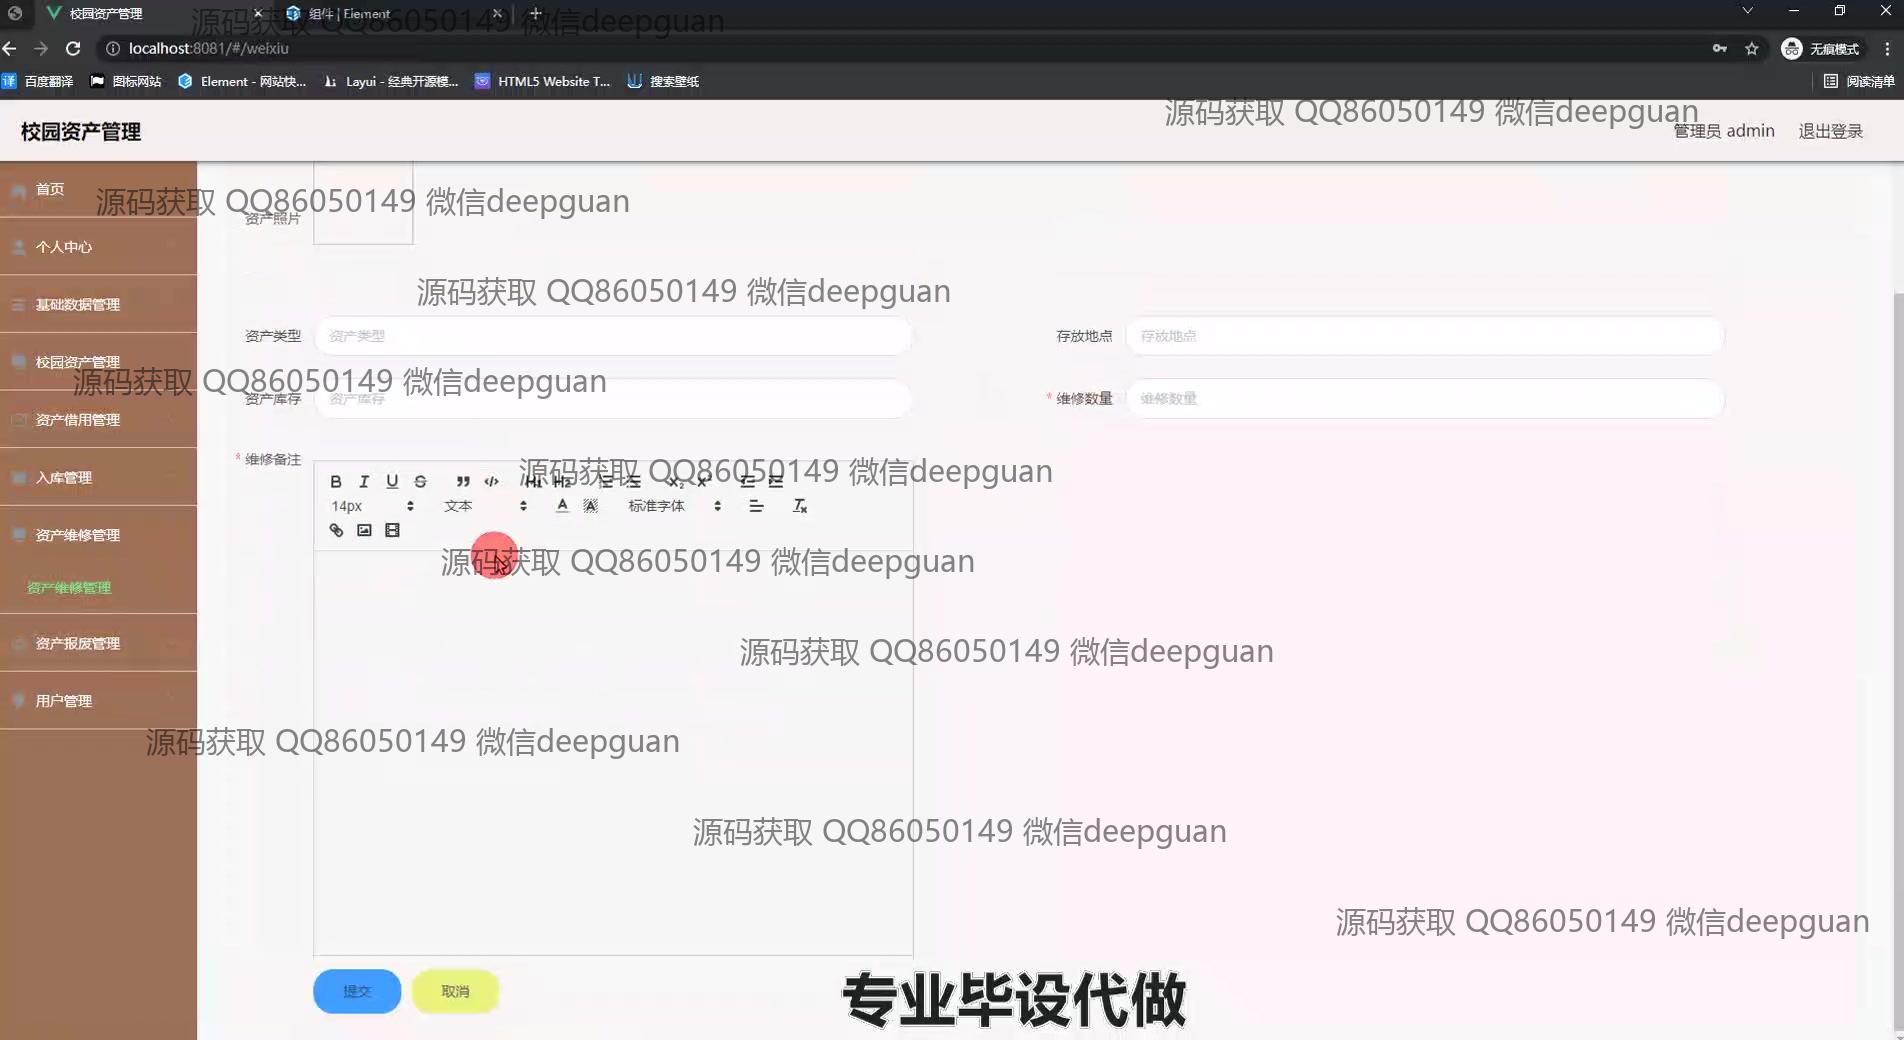 校园资产管理
组件 | Element
源码获取 QQ86050149 微信deepguan
localhost:8081/#/weixiu
无痕模式
译 百度翻译
图标网站
Element - 网站快...
Layui - 经典开源模...
HTML5 Website T...
搜索壁纸
阅读清单
源码获取 QQ86050149 微信deepguan
校园资产管理
管理员 admin
退出登录
首页
源码获取 QQ86050149 微信deepguan
资产照片
个人中心
源码获取 QQ86050149 微信deepguan
基础数据管理
资产类型
资产类型
存放地点
存放地点
校园资产管理
源码获取 QQ86050149 微信deepguan
资产库存
资产库存
* 维修数量
维修数量
资产借用管理
* 维修备注
源码获取 QQ86050149 微信deepguan
入库管理
B I U S ” </> H1 H2 X₂ X²
14px
文本
A A
标准字体
Tx
资产维修管理
源码获取 QQ86050149 微信deepguan
资产维修管理
资产报废管理
源码获取 QQ86050149 微信deepguan
用户管理
源码获取 QQ86050149 微信deepguan
源码获取 QQ86050149 微信deepguan
源码获取 QQ86050149 微信deepguan
提交
取消
专业毕设代做